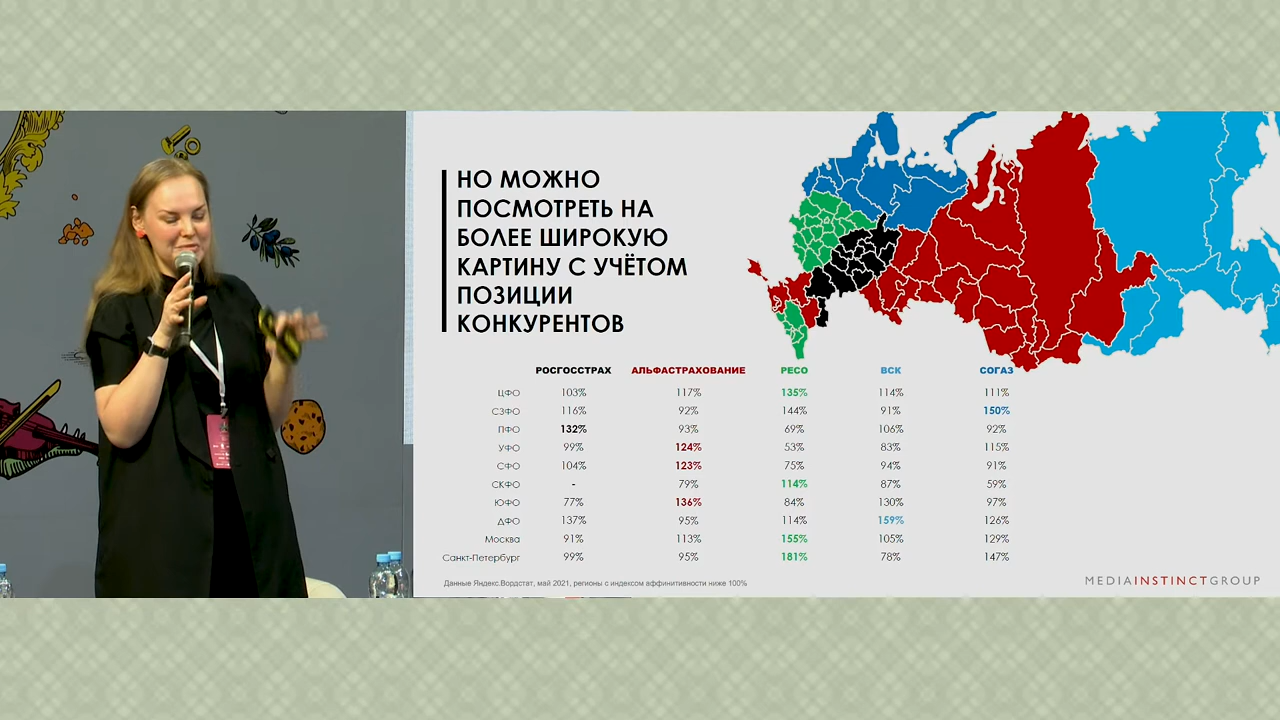 НО МОЖНО
ПОСМОТРЕТЬ НА
БОЛЕЕ ШИРОКУЮ
КАРТИНУ С УЧЁТОМ
ПОЗИЦИИ
КОНКУРЕНТОВ
РОСГОССТРАХ АЛЬФАСТРАХОВАНИЕ РЕСО ВСК СОГАЗ
ЦФО 103% 117% 135% 114% 111%
СЗФО 116% 92% 144% 91% 150%
ПФО 132% 93% 69% 106% 92%
УФО 99% 124% 53% 83% 115%
СФО 104% 123% 75% 94% 91%
СКФО - 79% 114% 87% 59%
ЮФО 77% 136% 84% 130% 97%
ДФО 137% 95% 114% 159% 126%
Москва 91% 113% 155% 105% 129%
Санкт-Петербург 99% 95% 181% 78% 147%
Данные Яндекс.Вордстат, май 2021, регионы с индексом аффинитивности ниже 100%
MEDIAINSTINCTGROUP